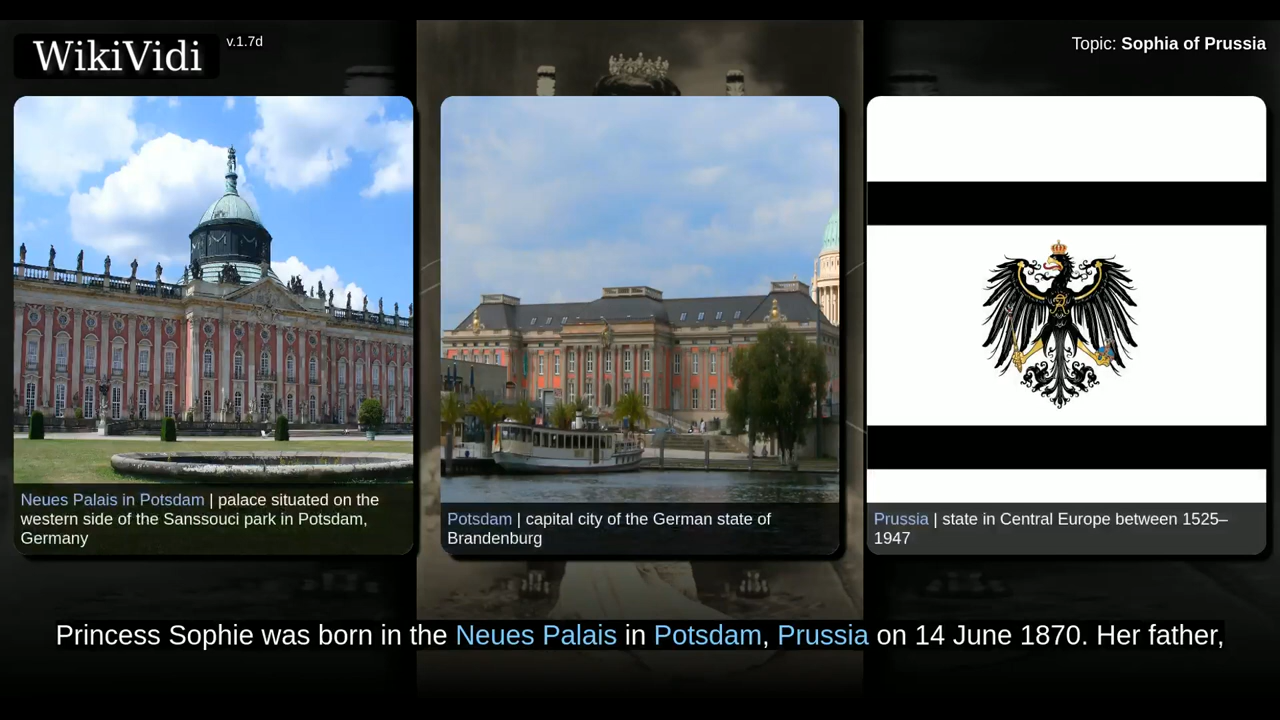 WikiVidi
v.1.7d
Topic: Sophia of Prussia
Neues Palais in Potsdam | palace situated on the
western side of the Sanssouci park in Potsdam,
Germany
Potsdam | capital city of the German state of
Brandenburg
Prussia | state in Central Europe between 1525–
1947
Princess Sophie was born in the Neues Palais in Potsdam, Prussia on 14 June 1870. Her father,